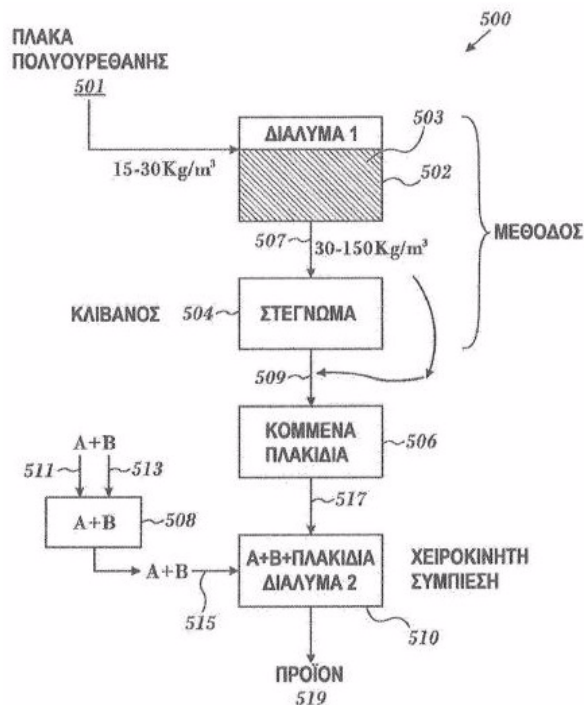 500
ΠΛΑΚΑ
ΠΟΛΥΟΥΡΕΘΑΝΗΣ
501
ΔΙΑΛΥΜΑ 1
503
15-30Kg/m³
502
507
30-150Kg/m³
ΜΕΘΟΔΟΣ
ΚΛΙΒΑΝΟΣ
504
ΣΤΕΓΝΩΜΑ
509
ΚΟΜΜΕΝΑ
ΠΛΑΚΙΔΙΑ
506
A+B
511
513
517
A+B
508
A+B
515
A+B+ΠΛΑΚΙΔΙΑ
ΔΙΑΛΥΜΑ 2
ΧΕΙΡΟΚΙΝΗΤΗ
ΣΥΜΠΙΕΣΗ
510
ΠΡΟΪΟΝ
519